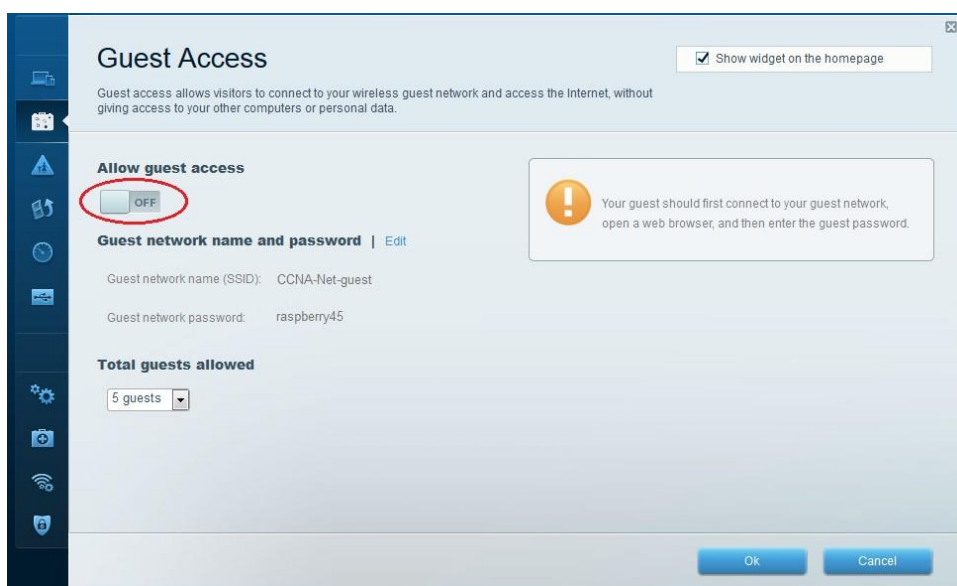 Guest Access
Show widget on the homepage
Guest access allows visitors to connect to your wireless guest network and access the Internet, without
giving access to your other computers or personal data.
Allow guest access
OFF
Your guest should first connect to your guest network,
open a web browser, and then enter the guest password.
Guest network name and password | Edit
Guest network name (SSID): CCNA-Net-guest
Guest network password: raspberry45
Total guests allowed
5 guests
Ok
Cancel